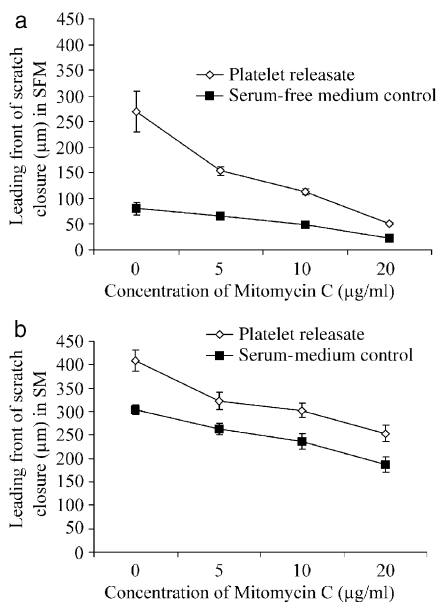 a
Leading front of scratch
closure (µm) in SFM
450
400
350
300
250
200
150
100
50
0
Platelet releasate
Serum-free medium control
0 5 10 20
Concentration of Mitomycin C (µg/ml)
b
Leading front of scratch
closure (µm) in SM
450
400
350
300
250
200
150
100
50
0
Platelet releasate
Serum-medium control
0 5 10 20
Concentration of Mitomycin C (µg/ml)